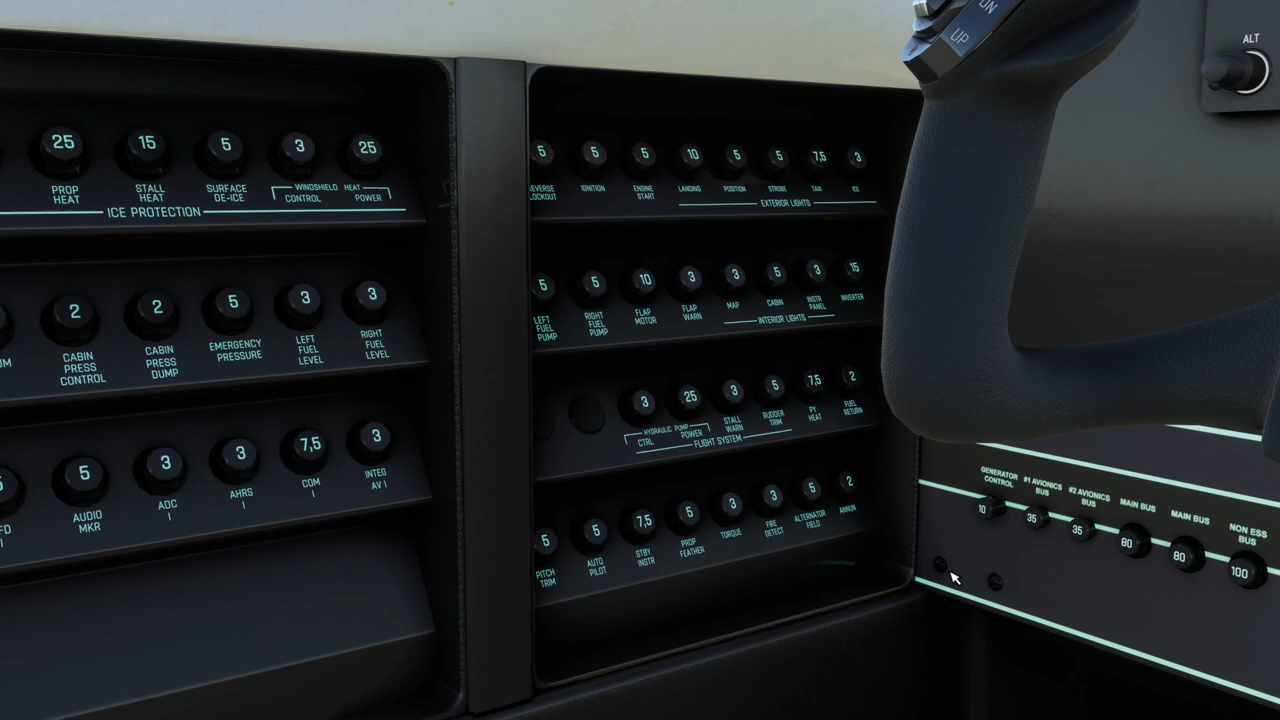 DN
UP
ALT
25 15 5 3 25
PROP HEAT
STALL HEAT
SURFACE DE-ICE
WINDSHIELD HEAT
CONTROL POWER
ICE PROTECTION
2 2 5 3 3
CABIN PRESS CONTROL
CABIN PRESS DUMP
EMERGENCY PRESSURE
LEFT FUEL LEVEL
RIGHT FUEL LEVEL
5 3 3 7,5 3
AUDIO MKR
ADC I
AHRS I
COM I
INTEG AV I
5 5 5 10 5 5 7,5 3
EVERSE LOCKOUT
IGNITION
ENGINE START
LANDING
POSITION
STROBE
TAXI
ICE
EXTERIOR LIGHTS
5 5 10 3 3 5 3 15
LEFT FUEL PUMP
RIGHT FUEL PUMP
FLAP MOTOR
FLAP WARN
MAP
CABIN
INSTR PANEL
INVERTER
INTERIOR LIGHTS
3 25 3 5 7,5 2
HYDRAULIC PUMP
CTRL POWER
STALL WARN
RUDDER TRIM
PV HEAT
FUEL RETURN
FLIGHT SYSTEM
5 5 7,5 5 3 3 5 2
PITCH TRIM
AUTO PILOT
STBY INSTR
PROP FEATHER
TORQUE
FIRE DETECT
ALTERNATOR FIELD
ANNUN
GENERATOR CONTROL
#1 AVIONICS BUS
#2 AVIONICS BUS
MAIN BUS
MAIN BUS
NON ESS BUS
10 35 35 80 80 100